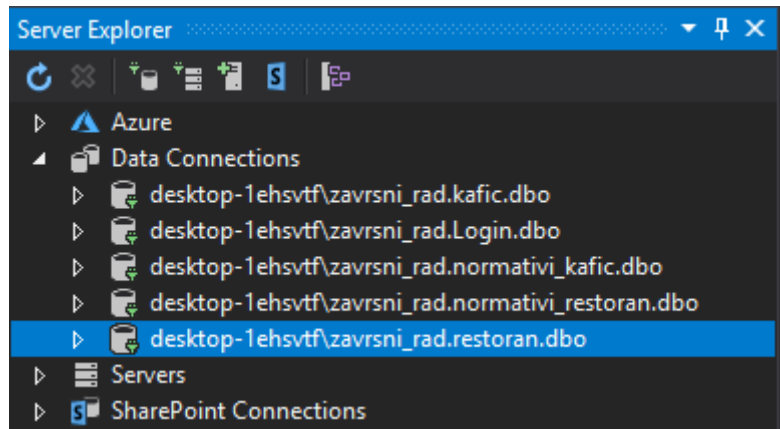 Server Explorer
Azure
Data Connections
desktop-1ehsvtf\zavrsni_rad.kafic.dbo
desktop-1ehsvtf\zavrsni_rad.Login.dbo
desktop-1ehsvtf\zavrsni_rad.normativi_kafic.dbo
desktop-1ehsvtf\zavrsni_rad.normativi_restoran.dbo
desktop-1ehsvtf\zavrsni_rad.restoran.dbo
Servers
SharePoint Connections